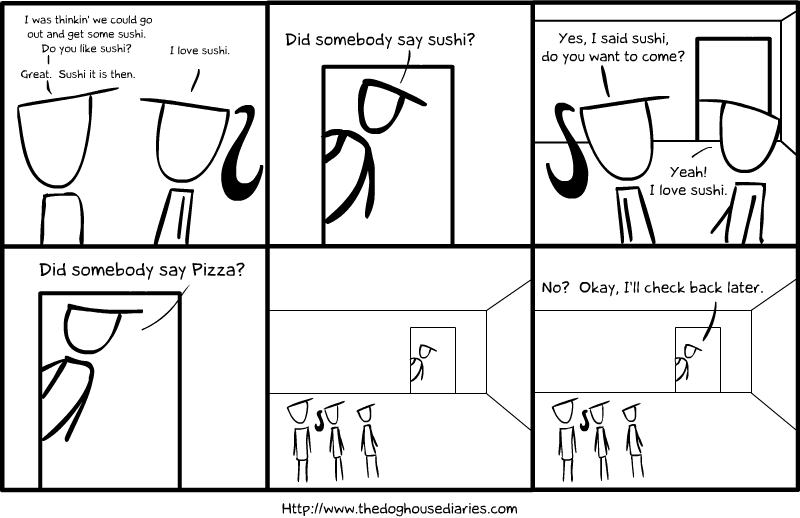 I was thinkin' we could go
out and get some sushi.
Do you like sushi?
I love sushi.
Great. Sushi it is then.
Did somebody say sushi?
Yes, I said sushi,
do you want to come?
Yeah!
I love sushi.
Did somebody say Pizza?
No? Okay, I'll check back later.
Http://www.thedoghousediaries.com